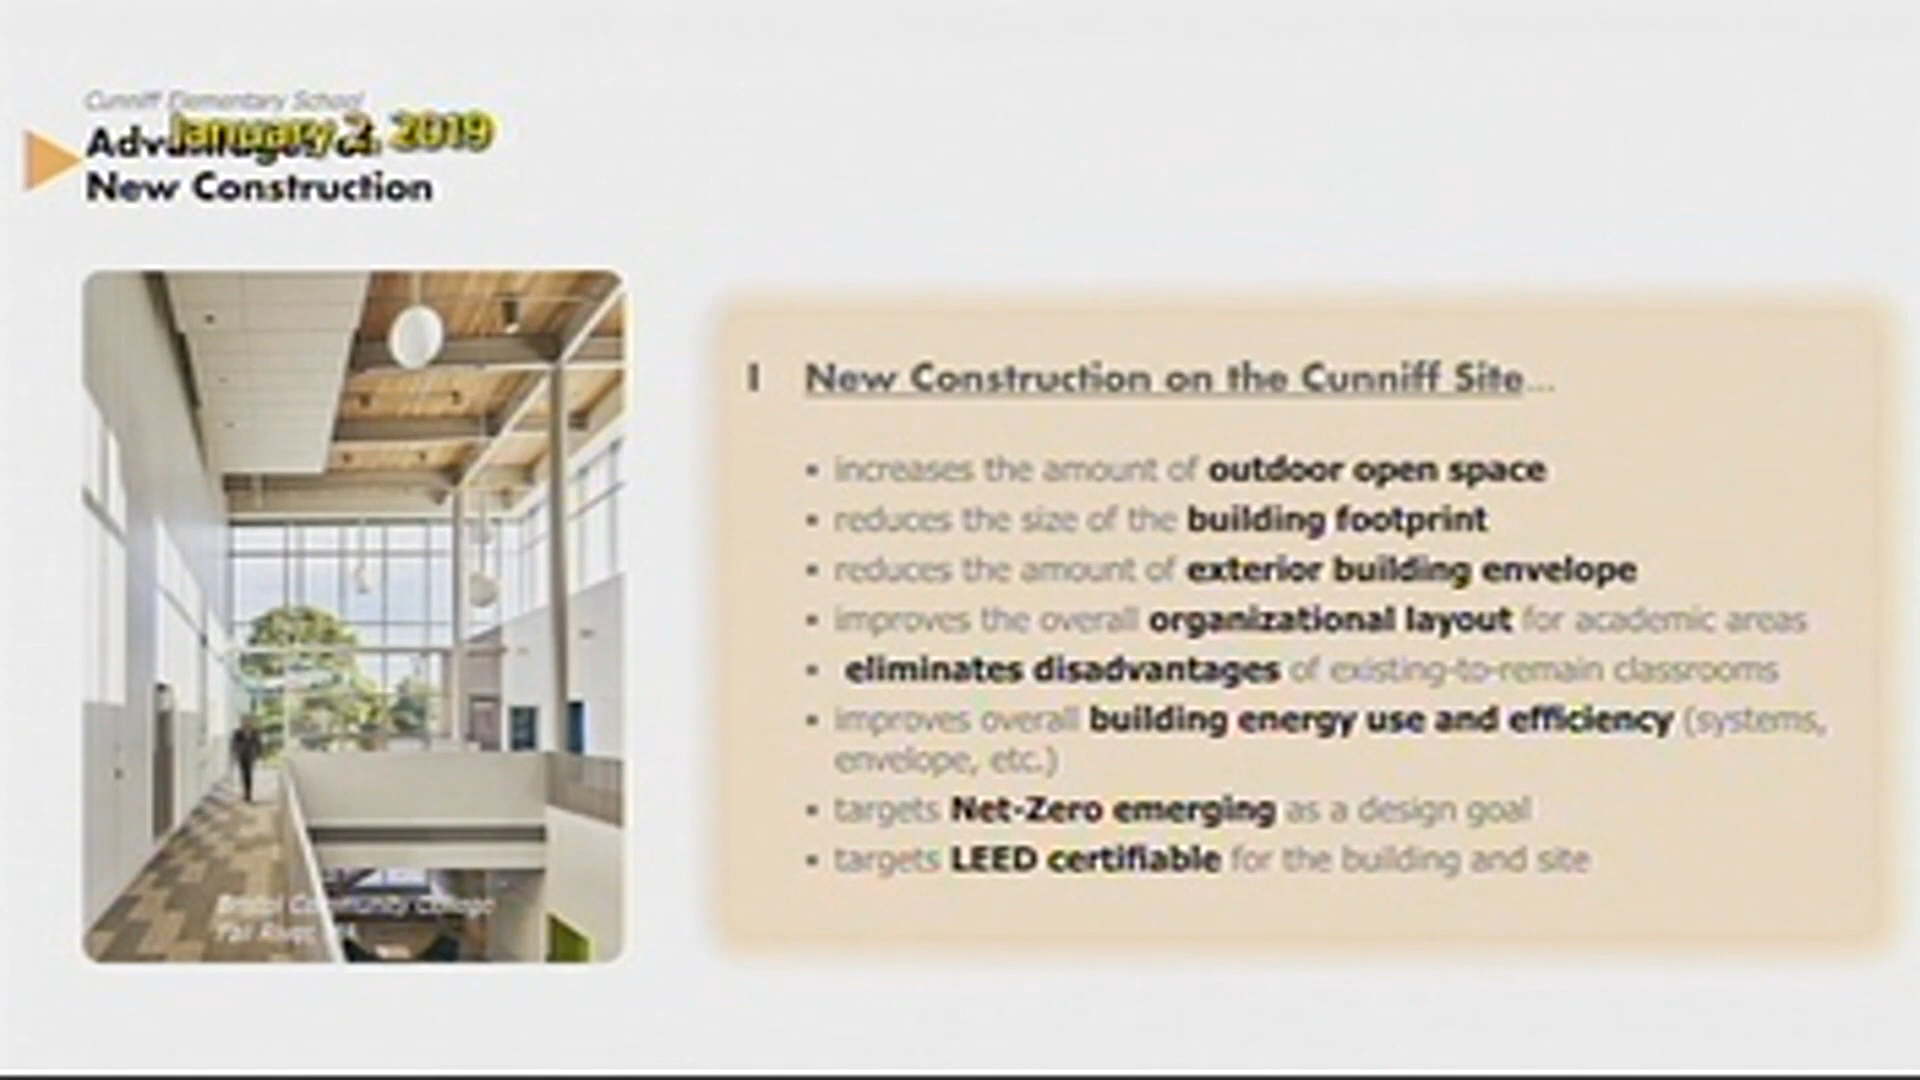 Cunniff Elementary School
January 2, 2019
Advantages of
New Construction
I New Construction on the Cunniff Site...
• increases the amount of outdoor open space
• reduces the size of the building footprint
• reduces the amount of exterior building envelope
• improves the overall organizational layout for academic areas
• eliminates disadvantages of existing-to-remain classrooms
• improves overall building energy use and efficiency (systems,
envelope, etc.)
• targets Net-Zero emerging as a design goal
• targets LEED certifiable for the building and site
Bristol Community College
Fall River, MA